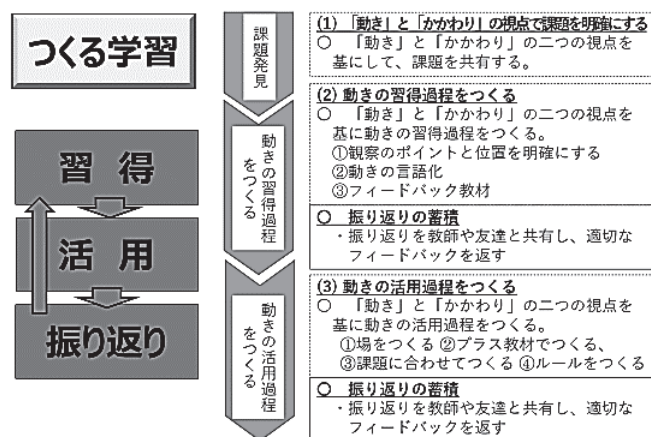 つくる学習
習 得
活 用
振り返り
課題発見
動きの習得過程
をつくる
動きの活用過程
をつくる
(1) 「動き」と「かかわり」の視点で課題を明確にする
○ 「動き」と「かかわり」の二つの視点を
基にして、課題を共有する。
(2) 動きの習得過程をつくる
○ 「動き」と「かかわり」の二つの視点を
基に動きの習得過程をつくる。
①観察のポイントと位置を明確にする
②動きの言語化
③フィードバック教材
○ 振り返りの蓄積
・振り返りを教師や友達と共有し、適切な
フィードバックを返す
(3) 動きの活用過程をつくる
○ 「動き」と「かかわり」の二つの視点を
基に動きの活用過程をつくる。
①場をつくる ②プラス教材でつくる、
③課題に合わせてつくる ④ルールをつくる
○ 振り返りの蓄積
・振り返りを教師や友達と共有し、適切な
フィードバックを返す